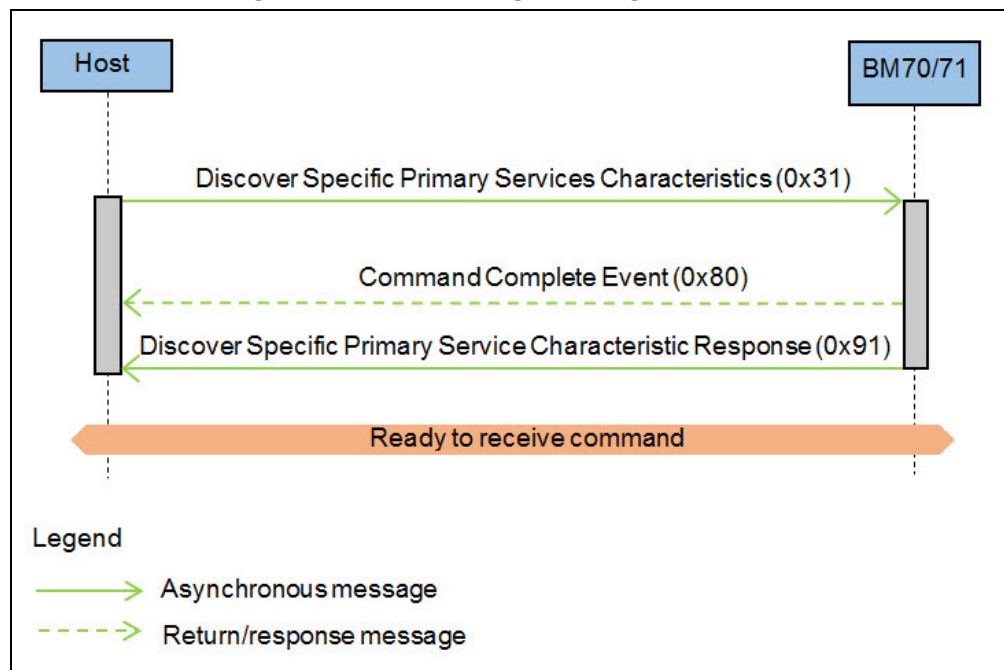 Host
BM70/71
Discover Specific Primary Services Characteristics (0x31)
Command Complete Event (0x80)
Discover Specific Primary Service Characteristic Response (0x91)
Ready to receive command
Legend
Asynchronous message
Return/response message